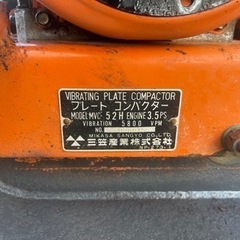 VIBRATING PLATE COMPACTOR
プレート コンパクター
MODEL MVC- 52H ENGINE 3.5PS
VIBRATION 5800 VPM
NO.
MIKASA SANGYO CO.,LTD.
三笠産業株式会社